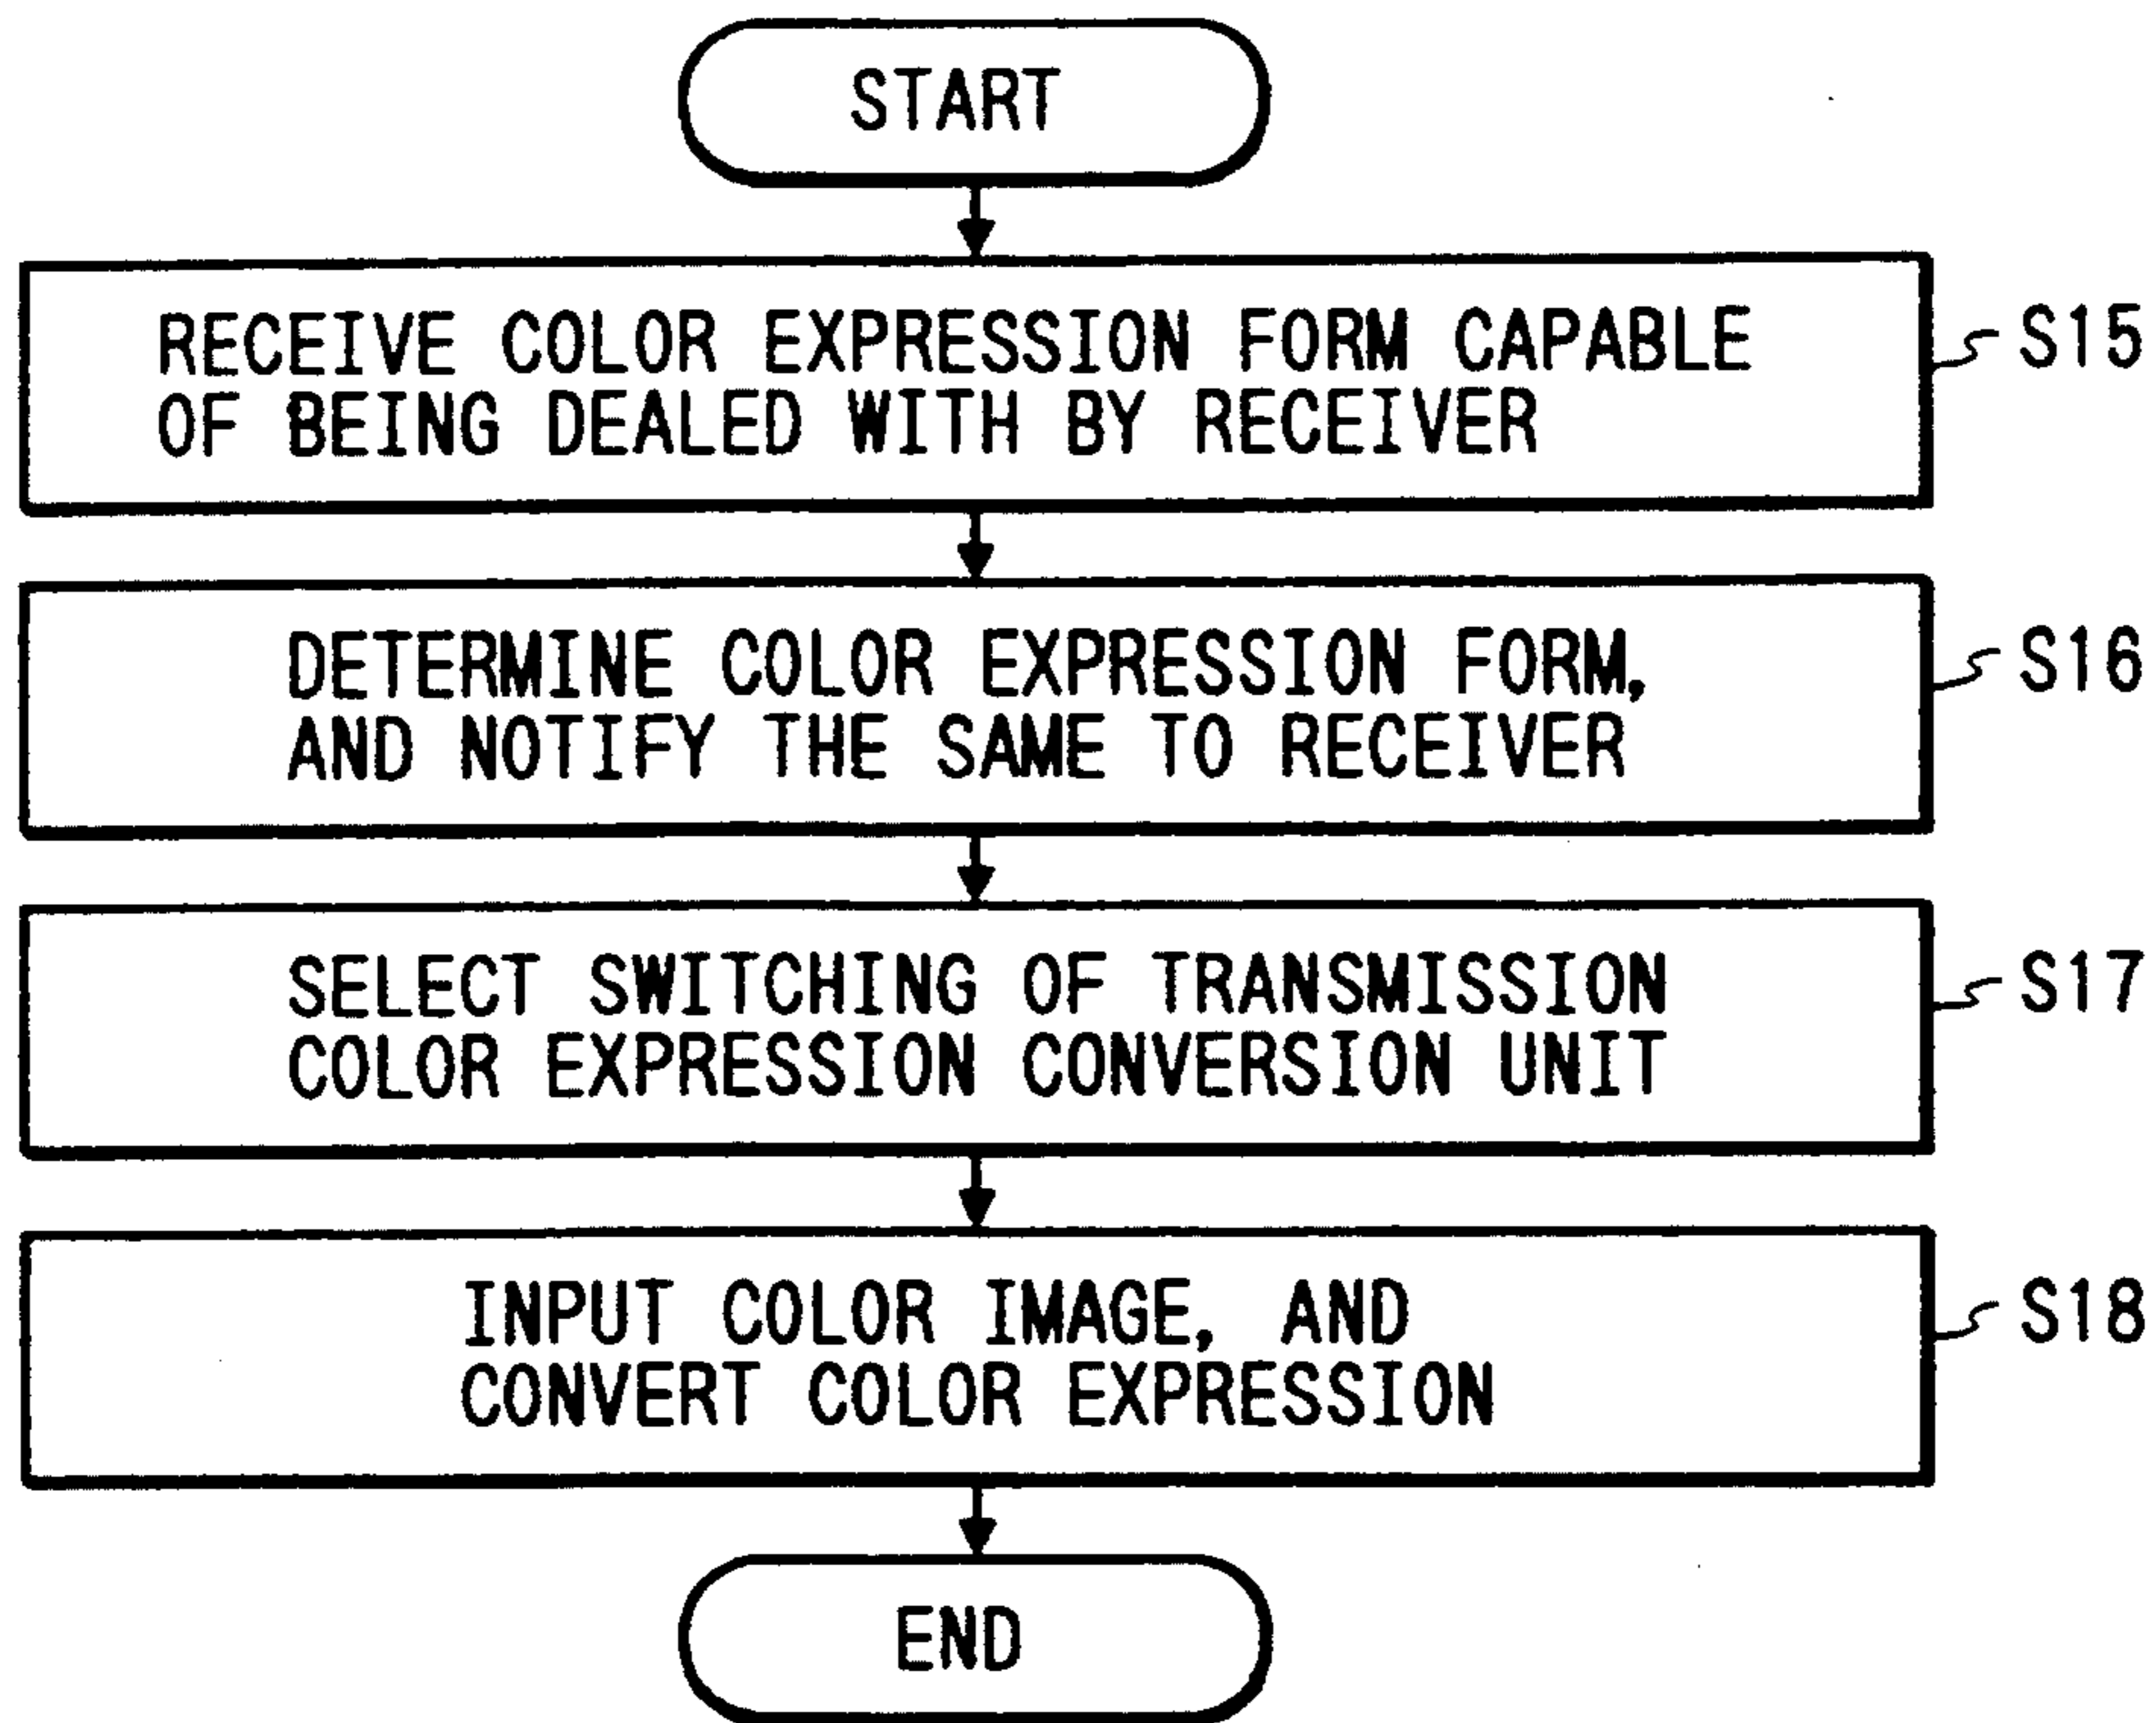 START
RECEIVE COLOR EXPRESSION FORM CAPABLE
OF BEING DEALED WITH BY RECEIVER
S15
DETERMINE COLOR EXPRESSION FORM,
AND NOTIFY THE SAME TO RECEIVER
S16
SELECT SWITCHING OF TRANSMISSION
COLOR EXPRESSION CONVERSION UNIT
S17
INPUT COLOR IMAGE, AND
CONVERT COLOR EXPRESSION
S18
END